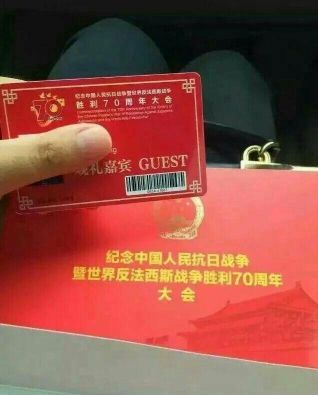 纪念中国人民抗日战争暨世界反法西斯战争
胜利70周年大会
观礼嘉宾 GUEST
纪念中国人民抗日战争
暨世界反法西斯战争胜利70周年
大会